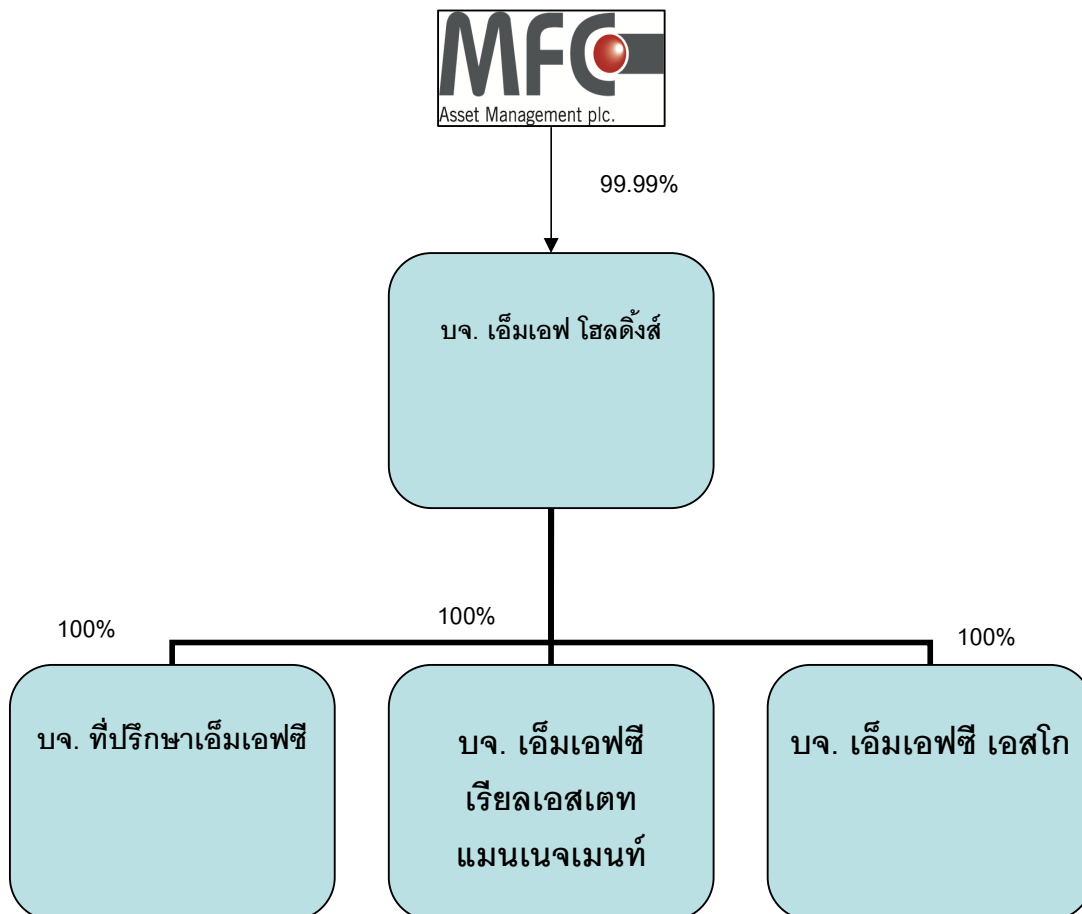 MFC
Asset Management plc.
99.99%
บจ. เอ็มเอฟ โฮลดิ้งส์
100%
100%
100%
บจ. ที่ปรึกษาเอ็มเอฟซี
บจ. เอ็มเอฟซี
เรียลเอสเตท
แมนเนจเมนท์
บจ. เอ็มเอฟซี เอสโก